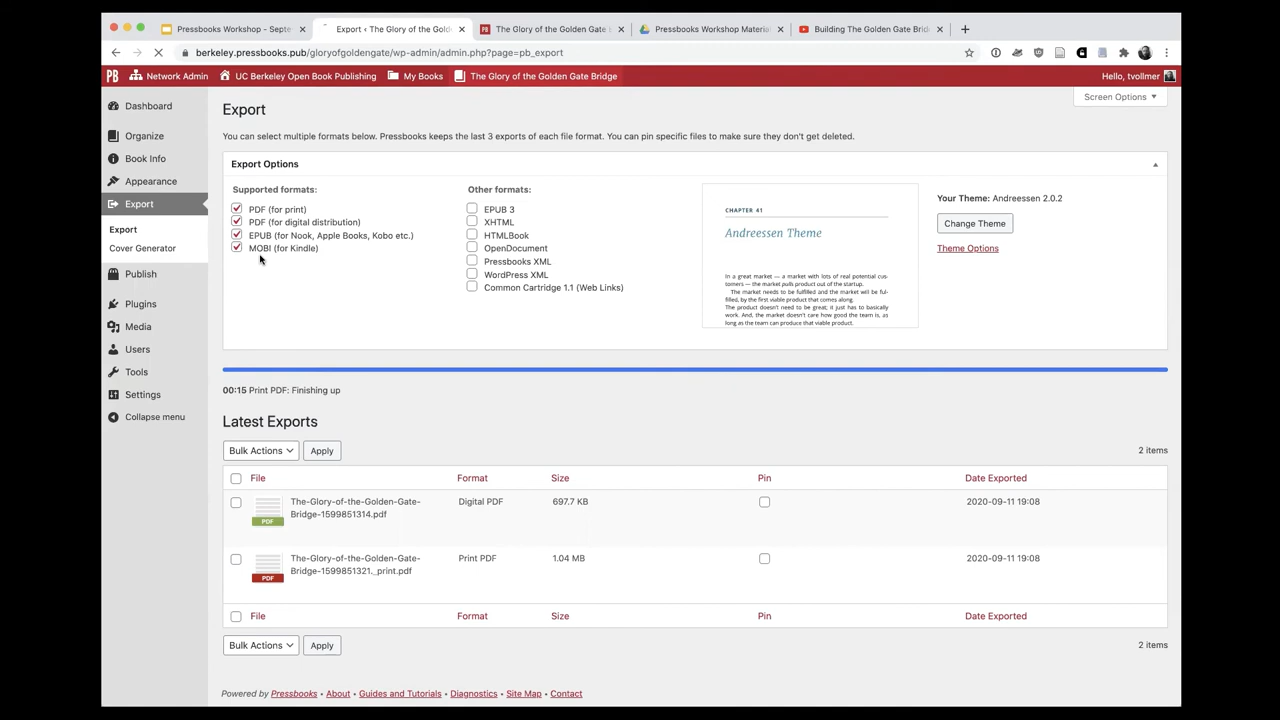 Pressbooks Workshop - Septe
Export ‹ The Glory of the Gold
The Glory of the Golden Gate
Pressbooks Workshop Material
Building The Golden Gate Brid
berkeley.pressbooks.pub/gloryofgoldengate/wp-admin/admin.php?page=pb_export
PB Network Admin UC Berkeley Open Book Publishing My Books The Glory of the Golden Gate Bridge Hello, tvollmer
Dashboard
Organize
Book Info
Appearance
Export
Export
Cover Generator
Publish
Plugins
Media
Users
Tools
Settings
Collapse menu
Screen Options
Export
You can select multiple formats below. Pressbooks keeps the last 3 exports of each file format. You can pin specific files to make sure they don't get deleted.
Export Options
Supported formats:
PDF (for print)
PDF (for digital distribution)
EPUB (for Nook, Apple Books, Kobo etc.)
MOBI (for Kindle)
Other formats:
EPUB 3
XHTML
HTMLBook
OpenDocument
Pressbooks XML
WordPress XML
Common Cartridge 1.1 (Web Links)
CHAPTER 41
Andreessen Theme
In a great market — a market with lots of real potential cus-
tomers — the market pulls product out of the startup.
The market needs to be fulfilled and the market will be ful-
filled, by the first viable product that comes along.
The product doesn't need to be great; it just has to basically
work. And, the market doesn't care how good the team is, as
long as the team can produce that viable product.
Your Theme: Andreessen 2.0.2
Change Theme
Theme Options
00:15 Print PDF: Finishing up
Latest Exports
Bulk Actions Apply 2 items
File Format Size Pin Date Exported
The-Glory-of-the-Golden-Gate-
Bridge-1599851314.pdf
PDF
Digital PDF 697.7 KB 2020-09-11 19:08
The-Glory-of-the-Golden-Gate-
Bridge-1599851321._print.pdf
PDF
Print PDF 1.04 MB 2020-09-11 19:08
File Format Size Pin Date Exported
Bulk Actions Apply 2 items
Powered by Pressbooks • About • Guides and Tutorials • Diagnostics • Site Map • Contact